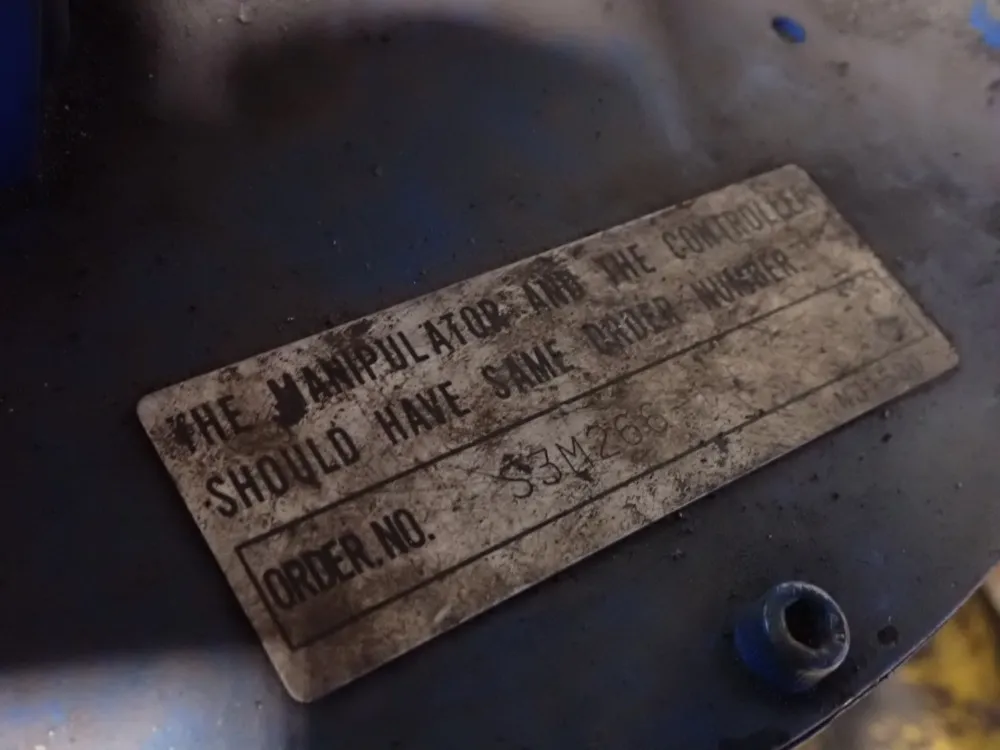 THE MANIPULATOR AND THE CONTROLLER
SHOULD HAVE SAME ORDER NUMBER.
ORDER.NO. S3M266